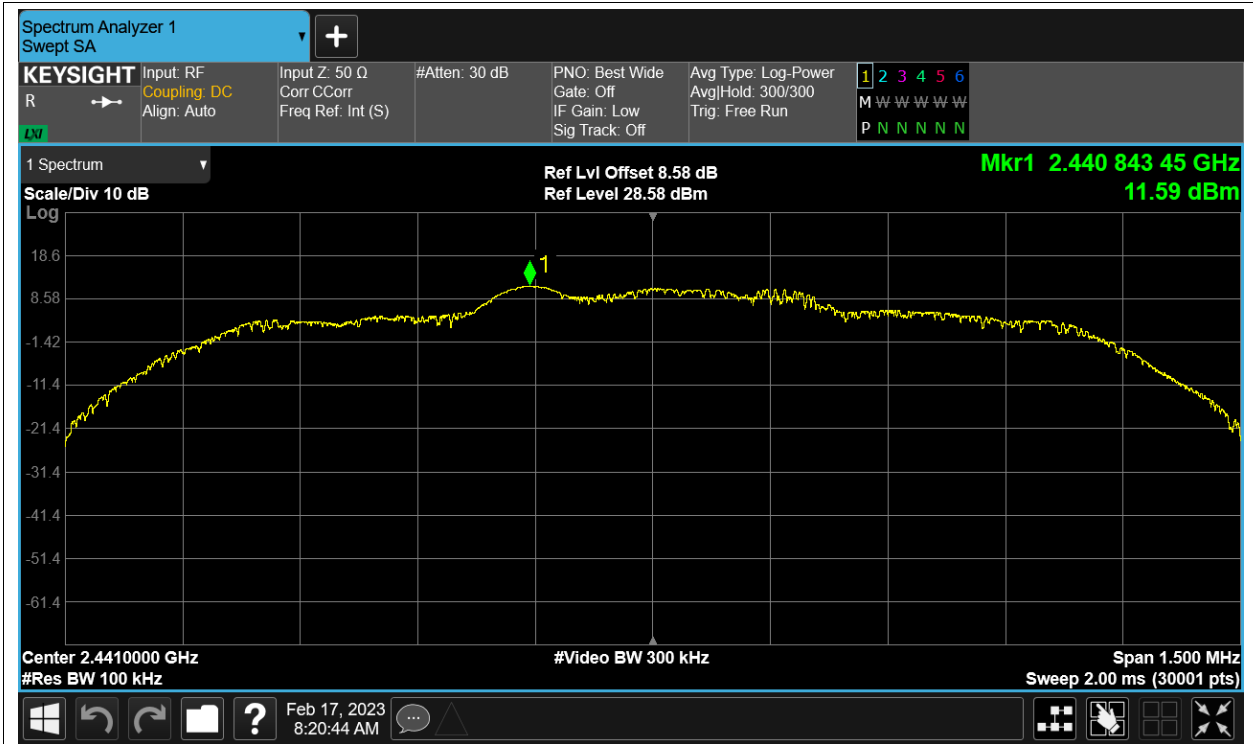 Spectrum Analyzer 1
Swept SA
KEYSIGHT
R
LXI
Input: RF
Coupling: DC
Align: Auto
Input Z: 50 Ω
Corr CCorr
Freq Ref: Int (S)
#Atten: 30 dB
PNO: Best Wide
Gate: Off
IF Gain: Low
Sig Track: Off
Avg Type: Log-Power
Avg|Hold: 300/300
Trig: Free Run
1 2 3 4 5 6
M W W W W W
P N N N N N
1 Spectrum
Scale/Div 10 dB
Log
Ref Lvl Offset 8.58 dB
Ref Level 28.58 dBm
Mkr1 2.440 843 45 GHz
11.59 dBm
1
18.6
8.58
-1.42
-11.4
-21.4
-31.4
-41.4
-51.4
-61.4
Center 2.4410000 GHz
#Res BW 100 kHz
#Video BW 300 kHz
Span 1.500 MHz
Sweep 2.00 ms (30001 pts)
?
Feb 17, 2023
8:20:44 AM